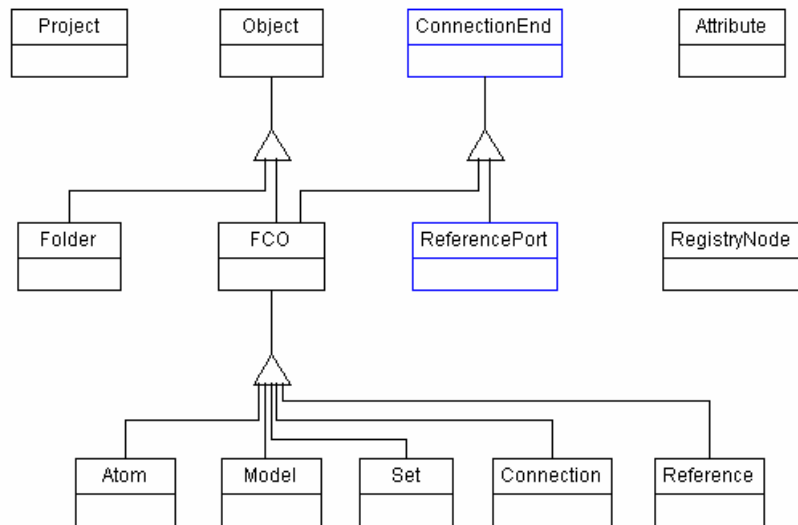 Project
Object
ConnectionEnd
Attribute
Folder
FCO
ReferencePort
RegistryNode
Atom
Model
Set
Connection
Reference